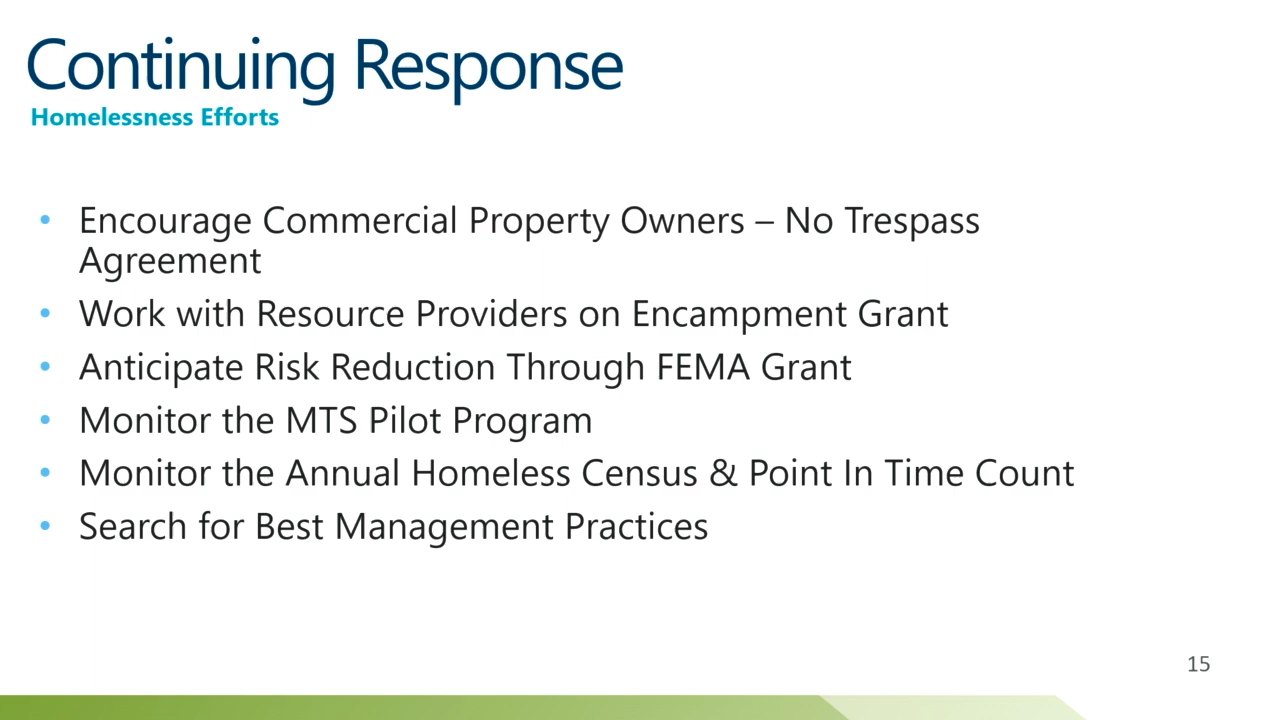 Continuing Response
Homelessness Efforts
• Encourage Commercial Property Owners – No Trespass
Agreement
• Work with Resource Providers on Encampment Grant
• Anticipate Risk Reduction Through FEMA Grant
• Monitor the MTS Pilot Program
• Monitor the Annual Homeless Census & Point In Time Count
• Search for Best Management Practices
15